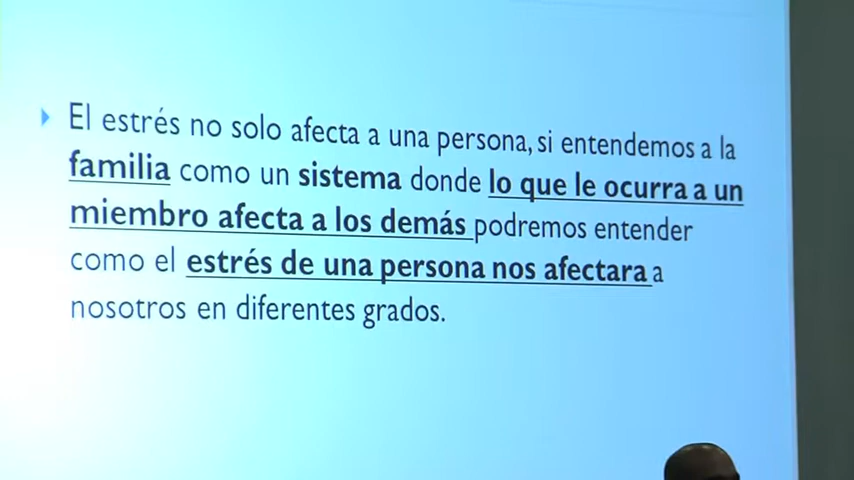 El estrés no solo afecta a una persona, si entendemos a la
familia como un sistema donde lo que le ocurra a un
miembro afecta a los demás podremos entender
como el estrés de una persona nos afectara a
nosotros en diferentes grados.